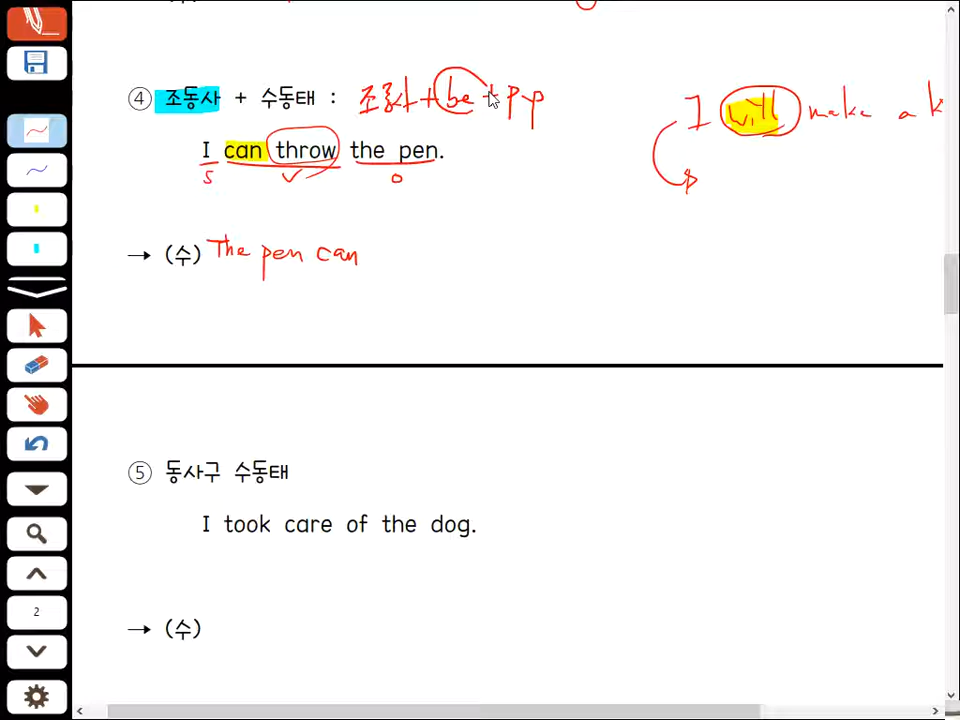 ④ 조동사 + 수동태 : 조동사 + be + p.p
I will make a k
I can throw the pen.
S V O
→ (수) The pen can
⑤ 동사구 수동태
I took care of the dog.
→ (수)
2